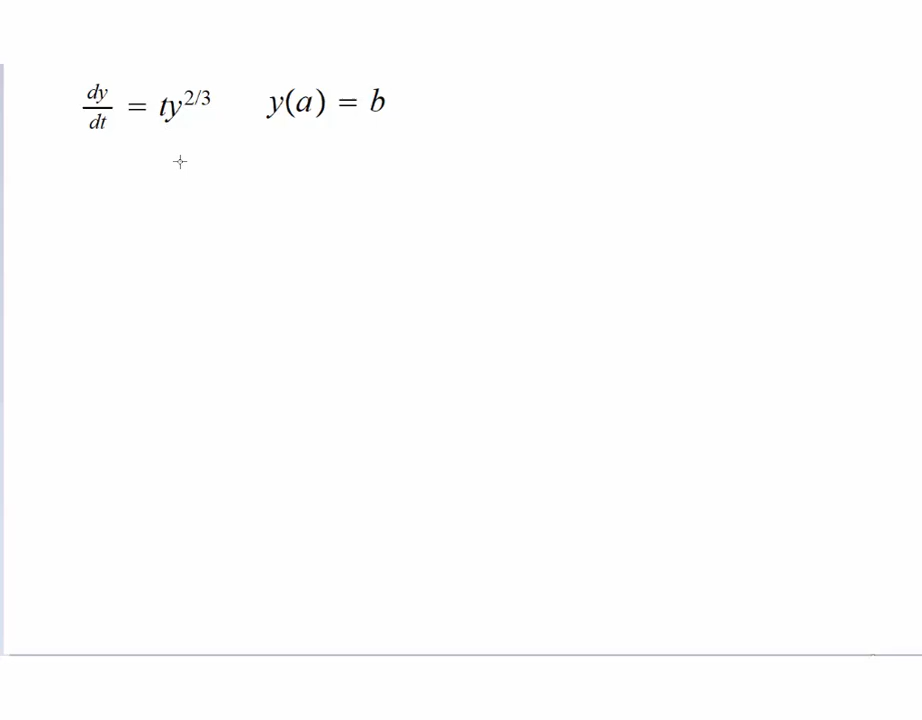 dy/dt = ty^{2/3} y(a) = b